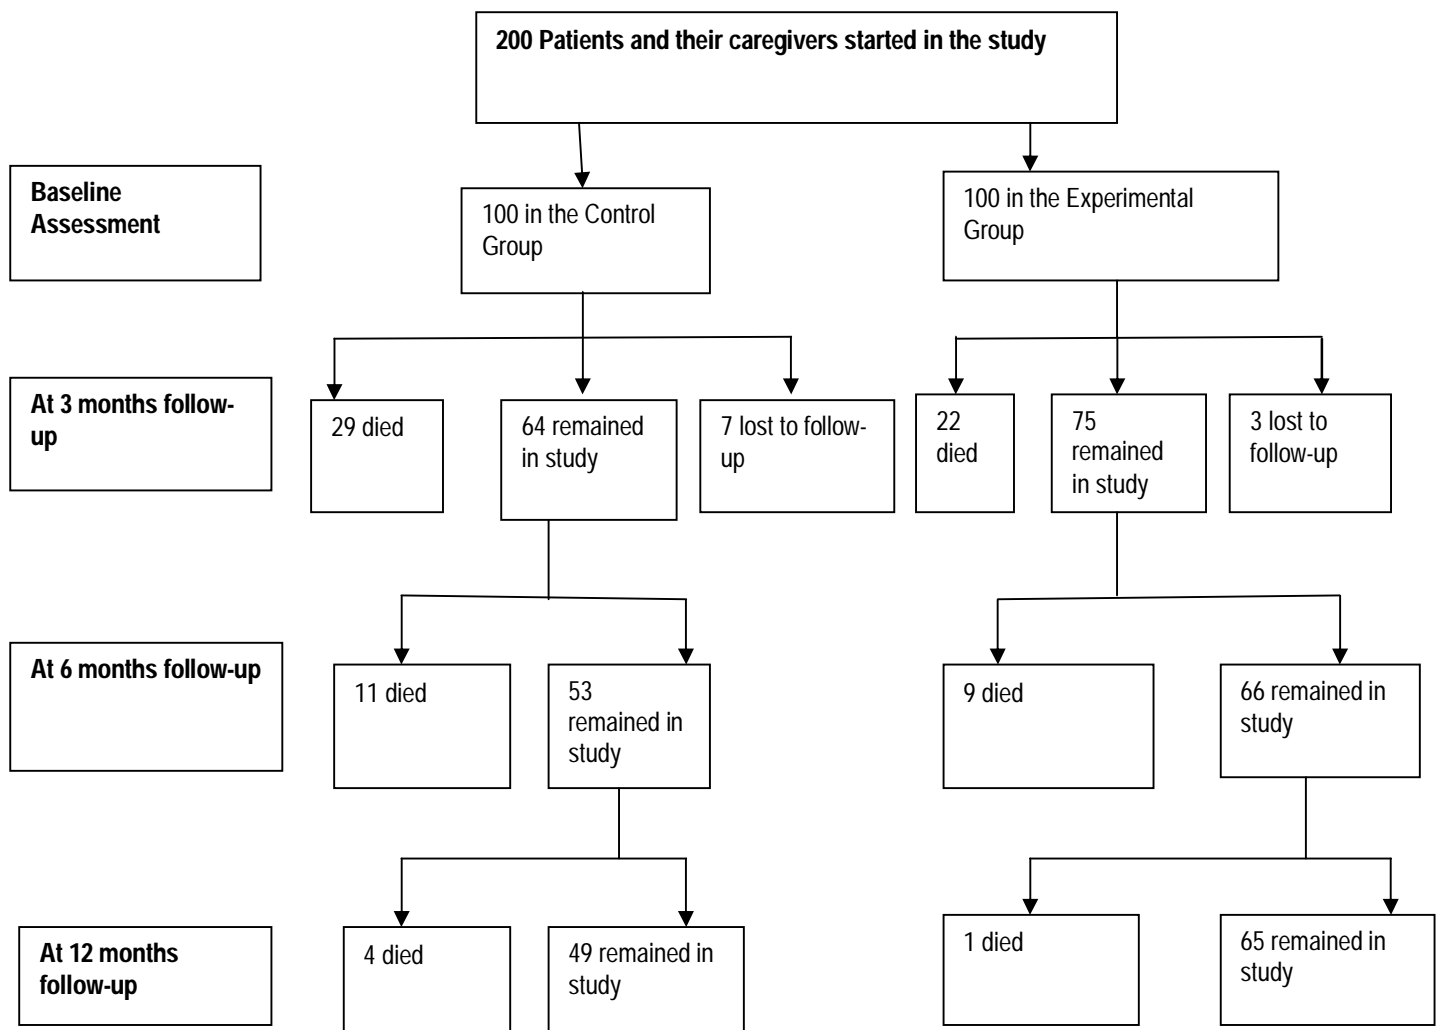 200 Patients and their caregivers started in the study
Baseline
Assessment
100 in the Control
Group
100 in the Experimental
Group
At 3 months follow-
up
29 died
64 remained
in study
7 lost to follow-
up
22
died
75
remained
in study
3 lost to
follow-up
At 6 months follow-up
11 died
53
remained in
study
9 died
66 remained in
study
At 12 months
follow-up
4 died
49 remained in
study
1 died
65 remained in
study